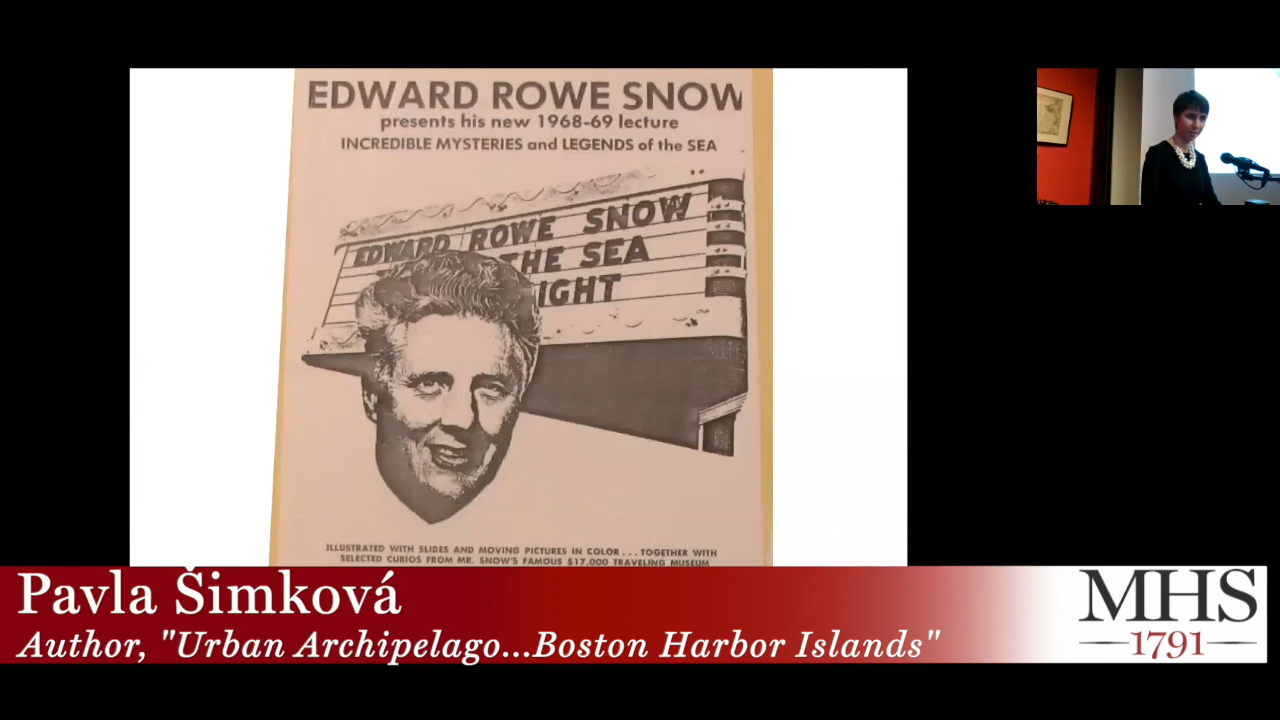 EDWARD ROWE SNOW
presents his new 1968-69 lecture
INCREDIBLE MYSTERIES and LEGENDS of the SEA
EDWARD ROWE SNOW
THE SEA
IGHT
ILLUSTRATED WITH SLIDES AND MOVING PICTURES IN COLOR . . . TOGETHER WITH
SELECTED CURIOS FROM MR. SNOW'S FAMOUS $17,000 TRAVELING MUSEUM
Pavla Šimková
Author, "Urban Archipelago...Boston Harbor Islands"
MHS
1791